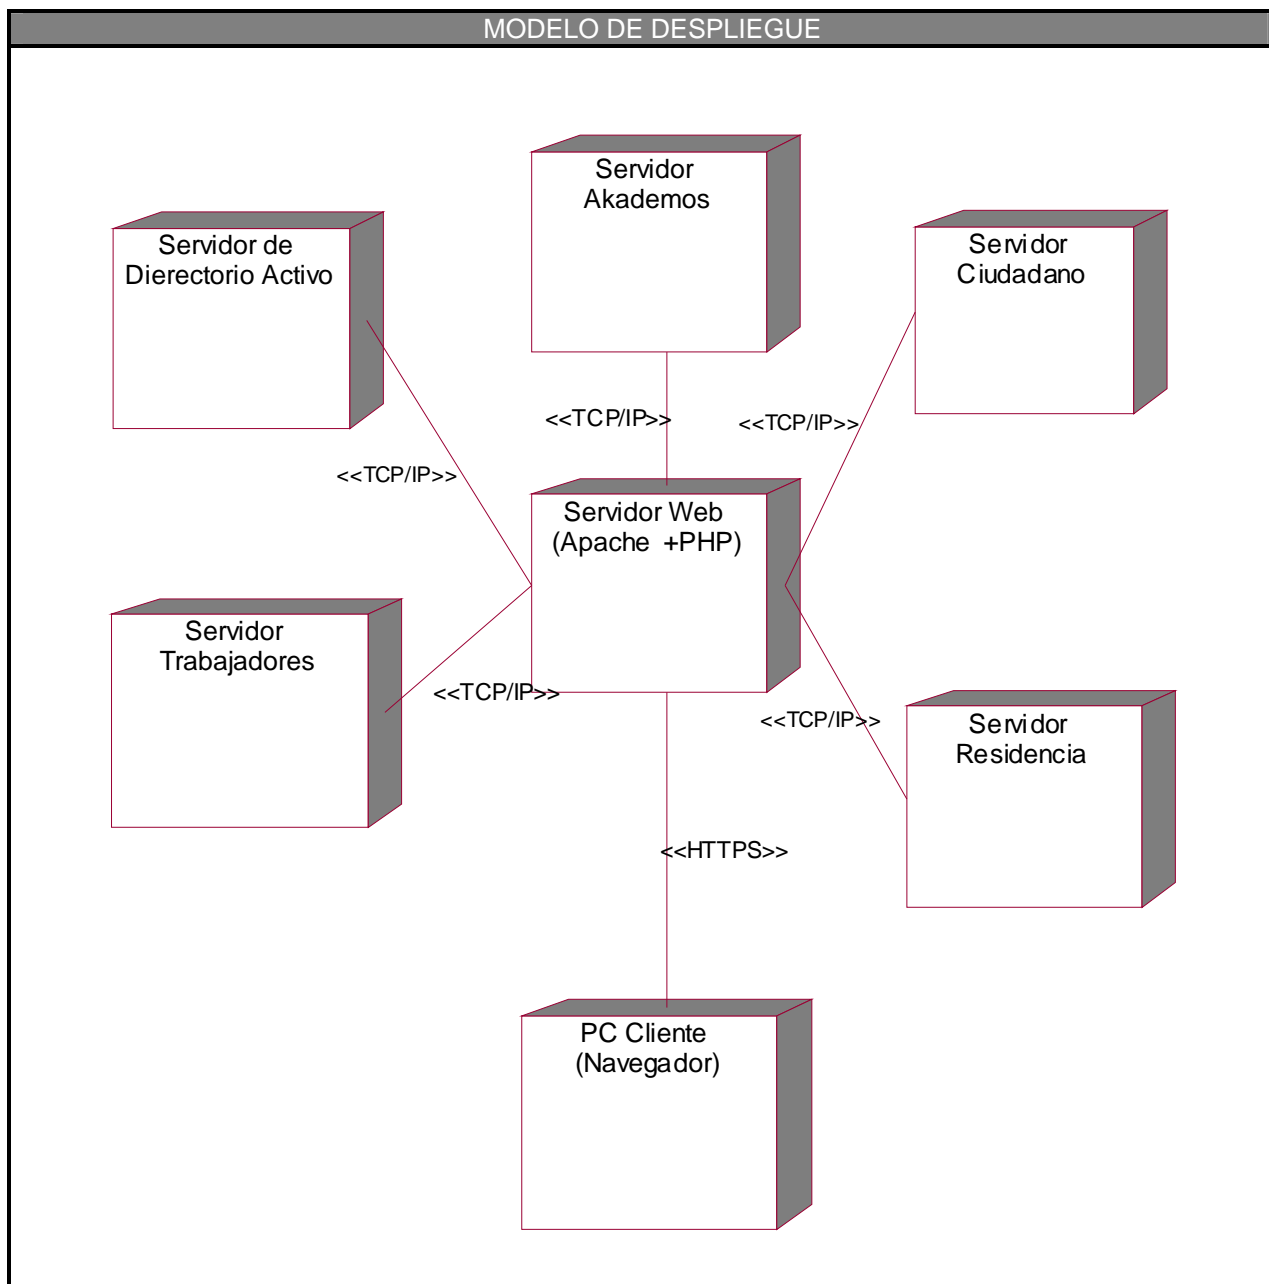 MODELO DE DESPLIEGUE
Servidor
Akademos
Servidor de
Dierectorio Activo
Servidor
Ciudadano
<<TCP/IP>>
<<TCP/IP>>
<<TCP/IP>>
Servidor Web
(Apache +PHP)
Servidor
Trabajadores
<<TCP/IP>>
<<TCP/IP>>
Servidor
Residencia
<<HTTPS>>
PC Cliente
(Navegador)